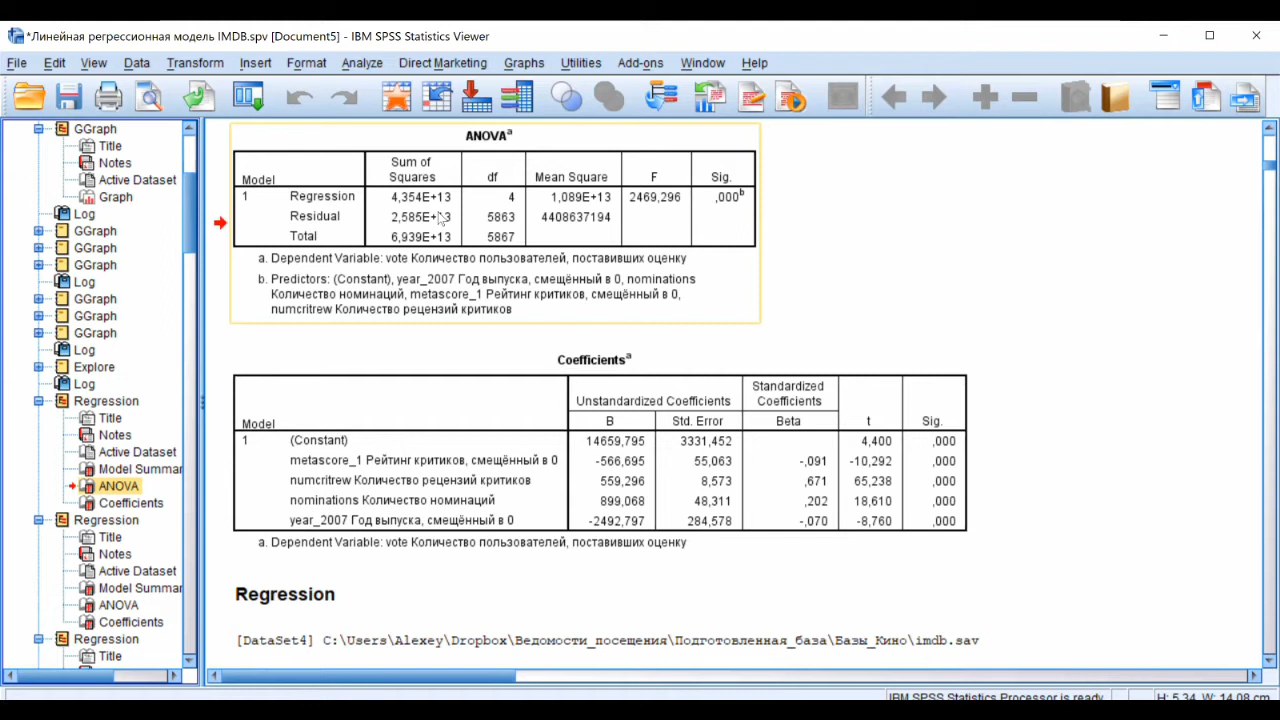 *Линейная регрессионная модель IMDB.spv [Document5] - IBM SPSS Statistics Viewer
File Edit View Data Transform Insert Format Analyze Direct Marketing Graphs Utilities Add-ons Window Help
GGraph
Title
Notes
Active Dataset
Graph
Log
GGraph
GGraph
GGraph
Log
GGraph
GGraph
GGraph
Log
Explore
Log
Regression
Title
Notes
Active Dataset
Model Summar
ANOVA
Coefficients
Regression
Title
Notes
Active Dataset
Model Summar
ANOVA
Coefficients
Regression
Title
ANOVAa
Model Sum of Squares df Mean Square F Sig.
1 Regression 4,354E+13 4 1,089E+13 2469,296 ,000b
Residual 2,585E+13 5863 4408637194
Total 6,939E+13 5867
a. Dependent Variable: vote Количество пользователей, поставивших оценку
b. Predictors: (Constant), year_2007 Год выпуска, смещённый в 0, nominations
Количество номинаций, metascore_1 Рейтинг критиков, смещённый в 0,
numcritrew Количество рецензий критиков
Coefficientsa
Unstandardized Coefficients Standardized Coefficients
Model B Std. Error Beta t Sig.
1 (Constant) 14659,795 3331,452 4,400 ,000
metascore_1 Рейтинг критиков, смещённый в 0 -566,695 55,063 -,091 -10,292 ,000
numcritrew Количество рецензий критиков 559,296 8,573 ,671 65,238 ,000
nominations Количество номинаций 899,068 48,311 ,202 18,610 ,000
year_2007 Год выпуска, смещённый в 0 -2492,797 284,578 -,070 -8,760 ,000
a. Dependent Variable: vote Количество пользователей, поставивших оценку
Regression
[DataSet4] C:\Users\Alexey\Dropbox\Ведомости_посещения\Подготовленная_база\Базы_Кино\imdb.sav
IBM SPSS Statistics Processor is ready H: 5.34, W: 14.08 cm